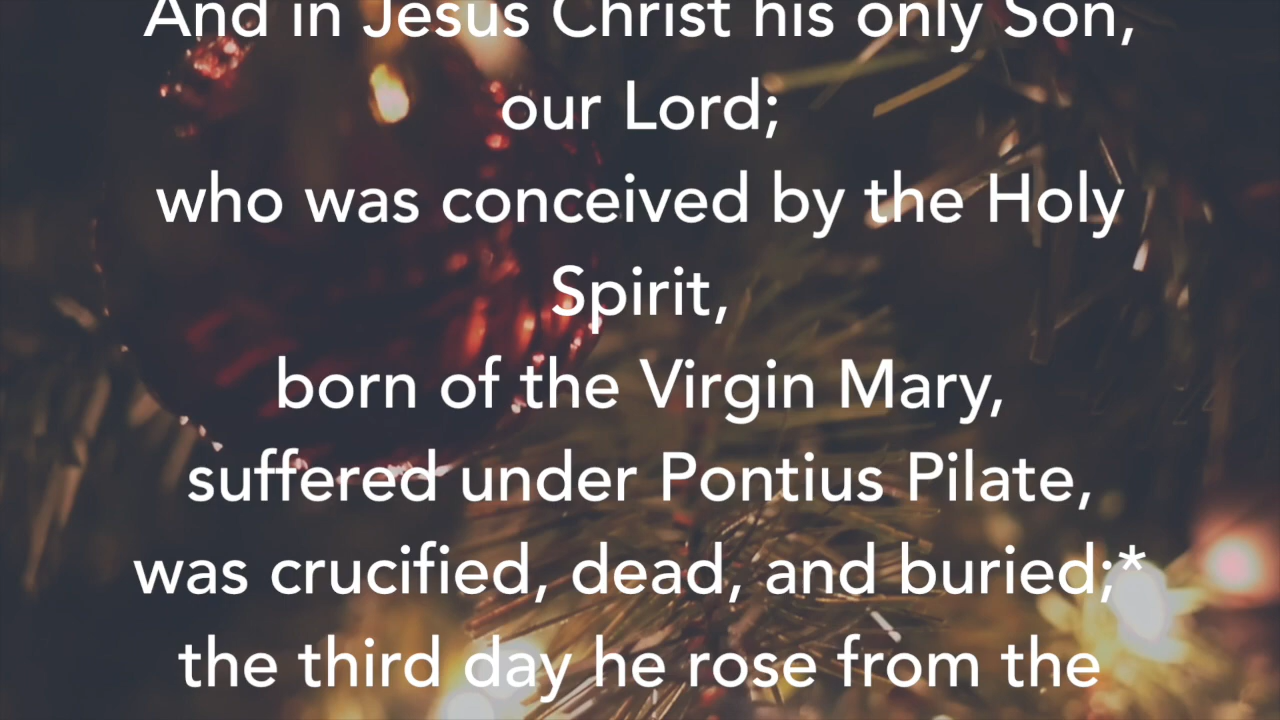 And in Jesus Christ his only Son,
our Lord;
who was conceived by the Holy
Spirit,
born of the Virgin Mary,
suffered under Pontius Pilate,
was crucified, dead, and buried;*
the third day he rose from the